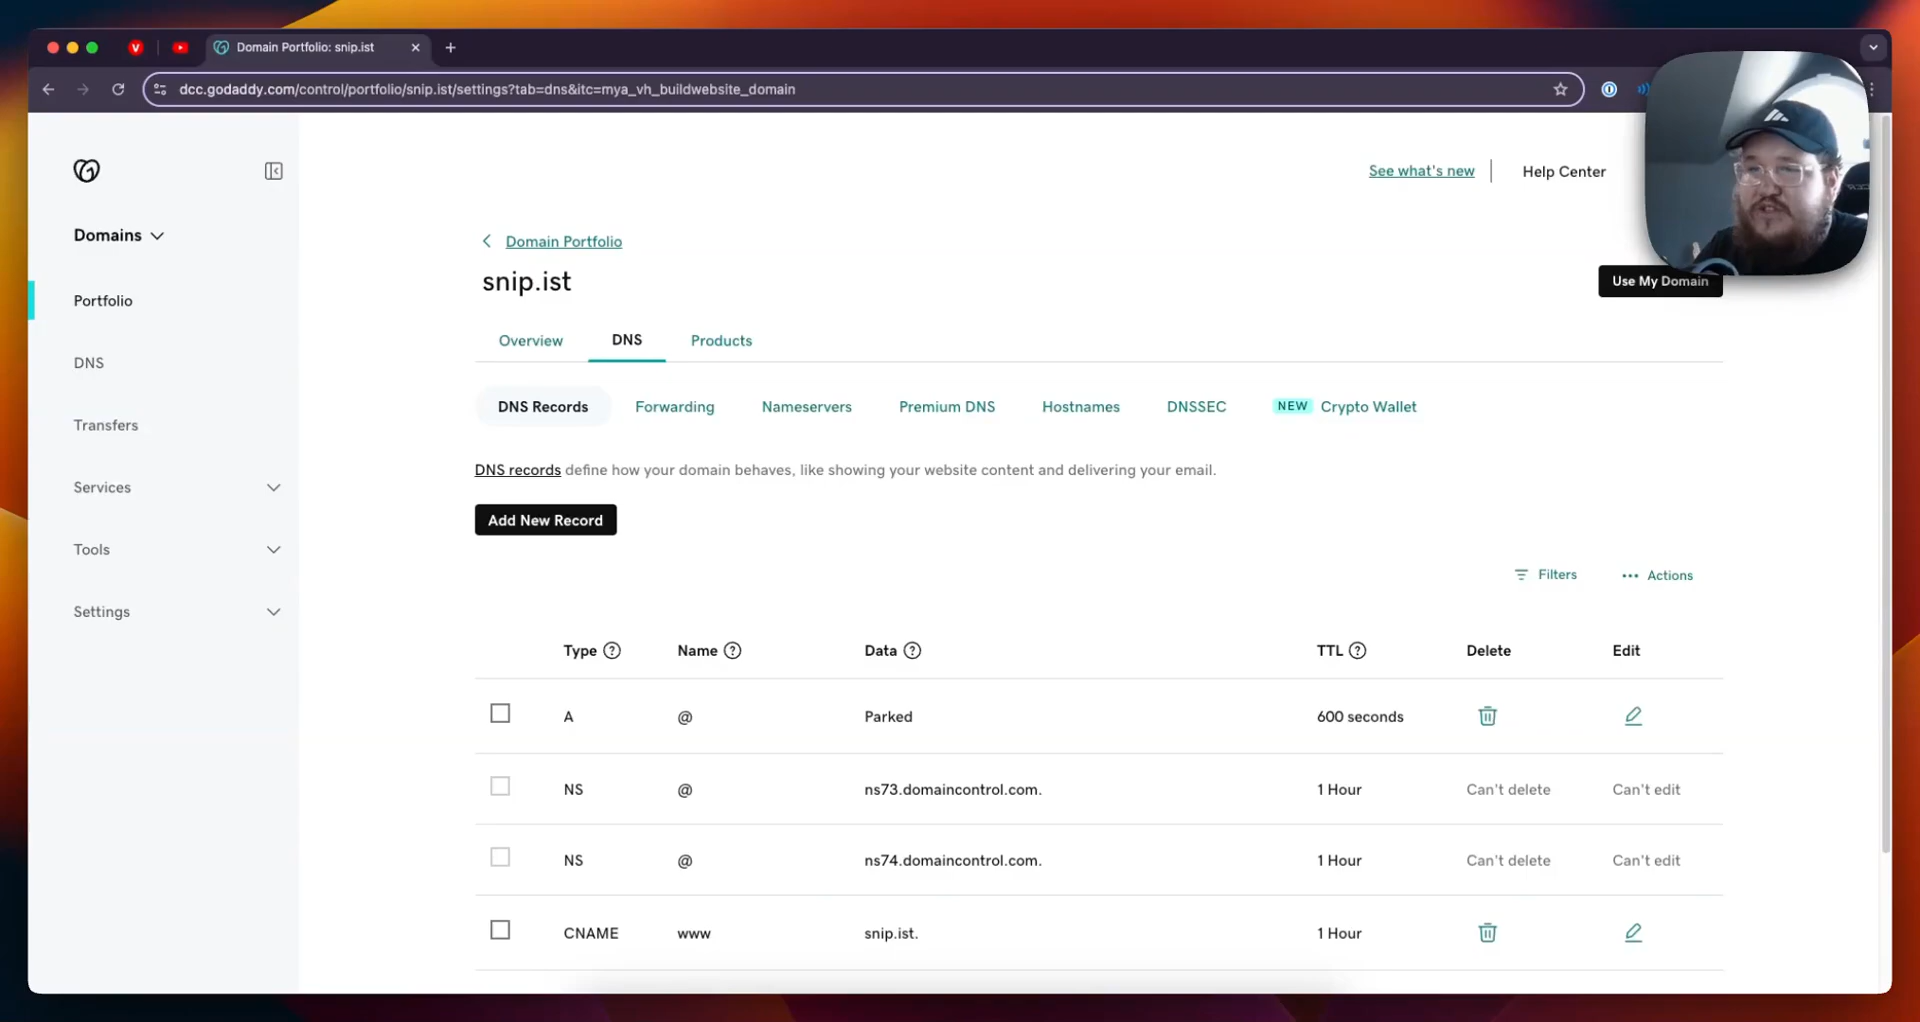 Domain Portfolio: snip.ist
dcc.godaddy.com/control/portfolio/snip.ist/settings?tab=dns&itc=mya_vh_buildwebsite_domain
See what's new
Help Center
Domains
Portfolio
DNS
Transfers
Services
Tools
Settings
Domain Portfolio
snip.ist
Use My Domain
Overview DNS Products
DNS Records Forwarding Nameservers Premium DNS Hostnames DNSSEC NEW Crypto Wallet
DNS records define how your domain behaves, like showing your website content and delivering your email.
Add New Record
Filters Actions
Type Name Data TTL Delete Edit
A @ Parked 600 seconds
NS @ ns73.domaincontrol.com. 1 Hour Can't delete Can't edit
NS @ ns74.domaincontrol.com. 1 Hour Can't delete Can't edit
CNAME www snip.ist. 1 Hour